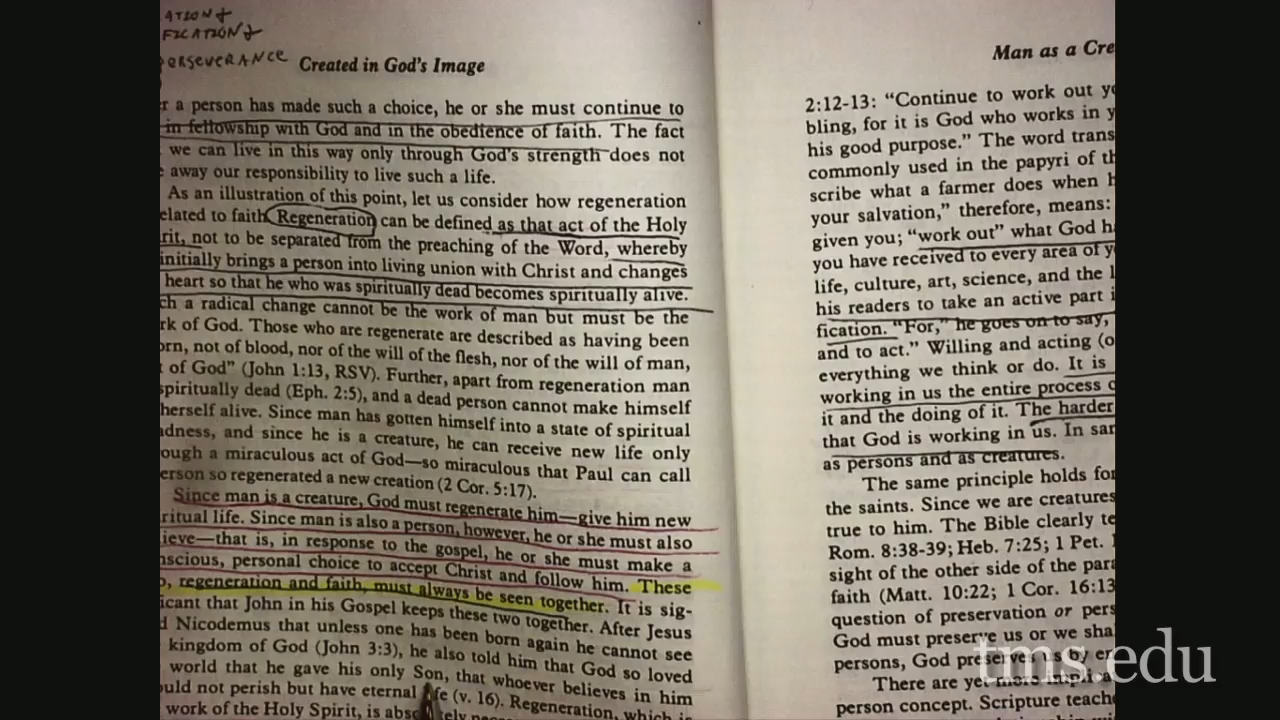 ATION &
FICATION &
PERSEVERANCE
Created in God's Image
r a person has made such a choice, he or she must continue to
in fellowship with God and in the obedience of faith. The fact
we can live in this way only through God's strength does not
away our responsibility to live such a life.
As an illustration of this point, let us consider how regeneration
elated to faith. Regeneration can be defined as that act of the Holy
rit, not to be separated from the preaching of the Word, whereby
initially brings a person into living union with Christ and changes
heart so that he who was spiritually dead becomes spiritually alive.
ch a radical change cannot be the work of man but must be the
rk of God. Those who are regenerate are described as having been
orn, not of blood, nor of the will of the flesh, nor of the will of man,
t of God" (John 1:13, RSV). Further, apart from regeneration man
spiritually dead (Eph. 2:5), and a dead person cannot make himself
herself alive. Since man has gotten himself into a state of spiritual
adness, and since he is a creature, he can receive new life only
ough a miraculous act of God—so miraculous that Paul can call
erson so regenerated a new creation (2 Cor. 5:17).
Since man is a creature, God must regenerate him—give him new
ritual life. Since man is also a person, however, he or she must also
ieve—that is, in response to the gospel, he or she must make a
nscious, personal choice to accept Christ and follow him. These
o, regeneration and faith, must always be seen together. It is sig-
icant that John in his Gospel keeps these two together. After Jesus
d Nicodemus that unless one has been born again he cannot see
kingdom of God (John 3:3), he also told him that God so loved
world that he gave his only Son, that whoever believes in him
ould not perish but have eternal life (v. 16). Regeneration, which is
work of the Holy Spirit, is
Man as a Cre
2:12-13: "Continue to work out yo
bling, for it is God who works in y
his good purpose." The word trans
commonly used in the papyri of th
scribe what a farmer does when h
your salvation," therefore, means:
given you; "work out" what God ha
you have received to every area of yo
life, culture, art, science, and the l
his readers to take an active part i
fication. "For," he goes on to say,
and to act." Willing and acting (o
everything we think or do. It is
working in us the entire process o
it and the doing of it. The harder
that God is working in us. In sar
as persons and as creatures.
The same principle holds for
the saints. Since we are creatures
true to him. The Bible clearly te
Rom. 8:38-39; Heb. 7:25; 1 Pet. 1
sight of the other side of the para
faith (Matt. 10:22; 1 Cor. 16:13
question of preservation or pers
God must preserve us or we sha
persons, God preserves us by en
There are yet more implica
person concept. Scripture teache
tms.edu